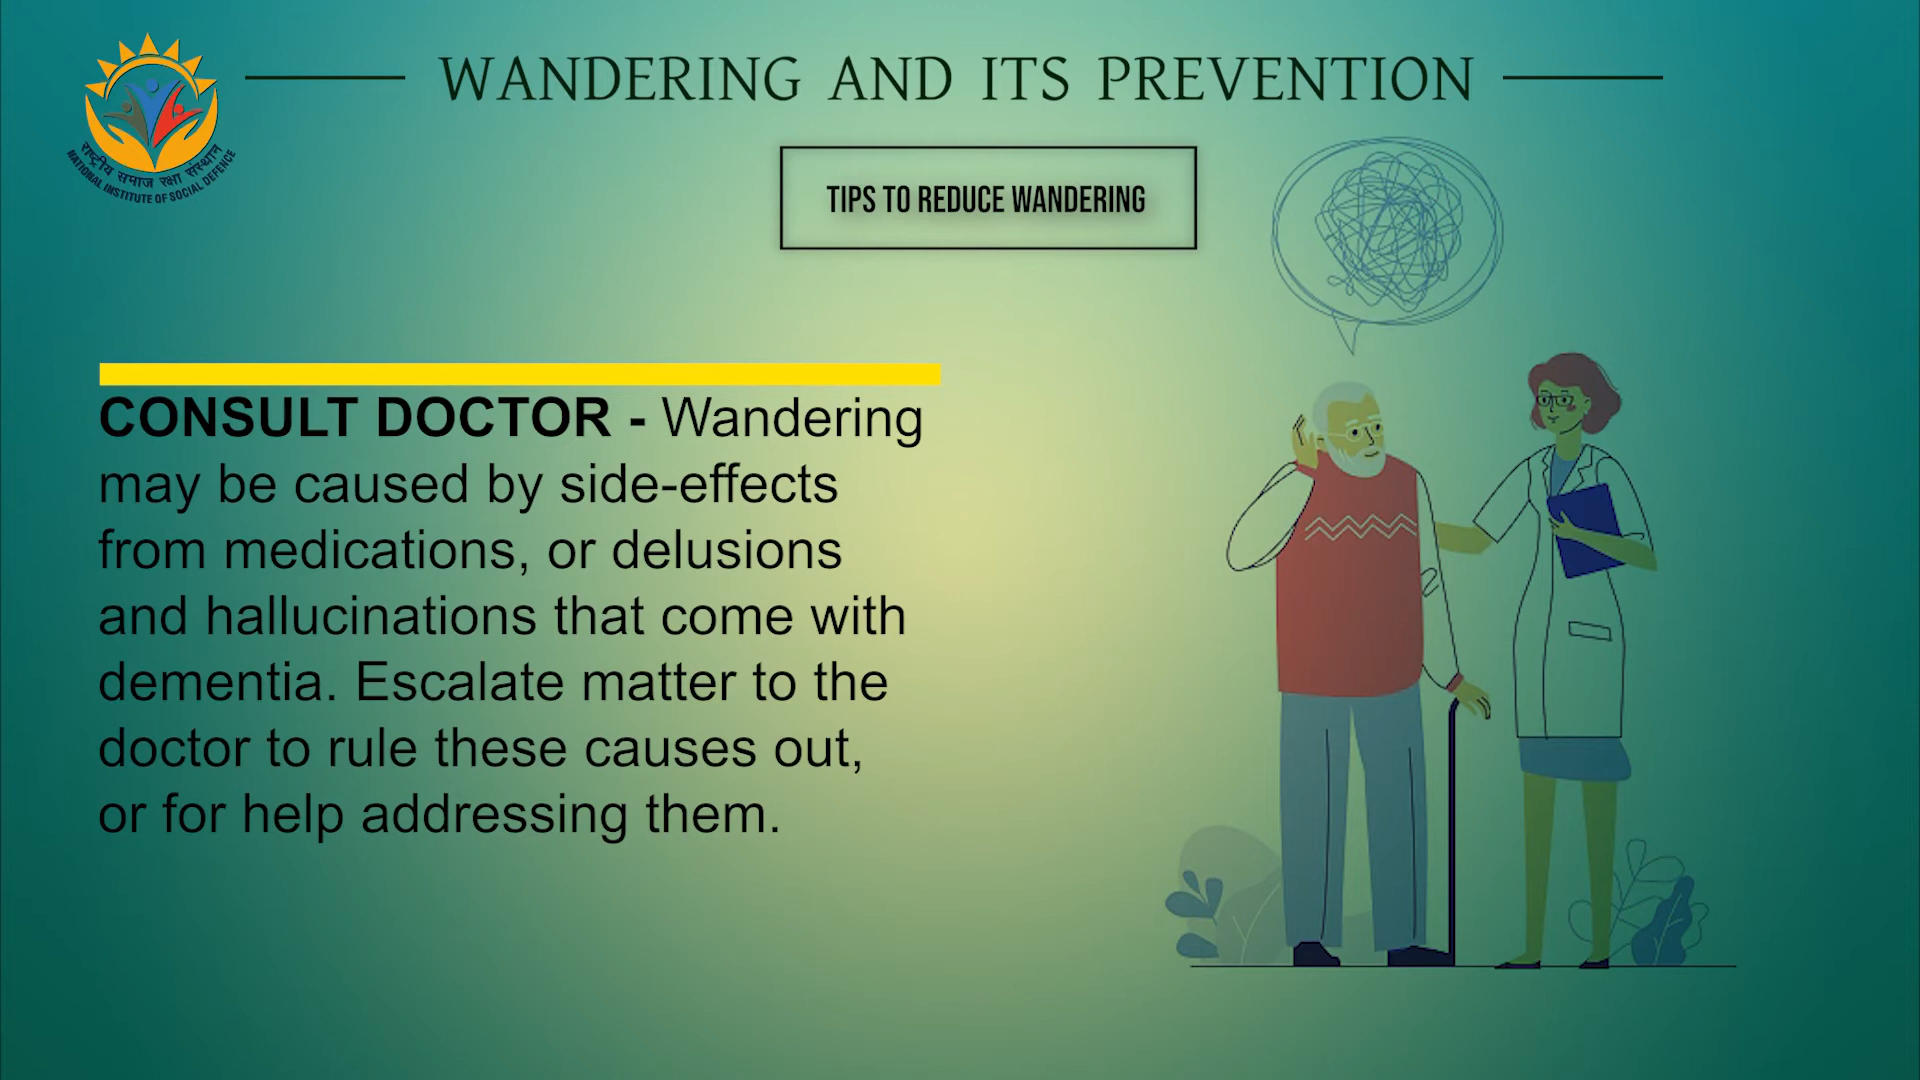 राष्ट्रीय समाज रक्षा संस्थान
NATIONAL INSTITUTE OF SOCIAL DEFENCE
WANDERING AND ITS PREVENTION
TIPS TO REDUCE WANDERING
CONSULT DOCTOR - Wandering
may be caused by side-effects
from medications, or delusions
and hallucinations that come with
dementia. Escalate matter to the
doctor to rule these causes out,
or for help addressing them.